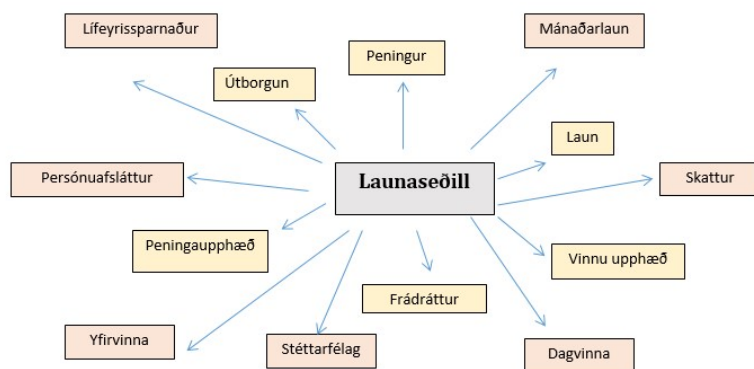 Lífeyrissparnaður
Mánaðarlaun
Peningur
Útborgun
Laun
Launaseðill
Persónuafsláttur
Skattur
Peningaupphæð
Vinnu upphæð
Frádráttur
Yfirvinna
Stéttarfélag
Dagvinna